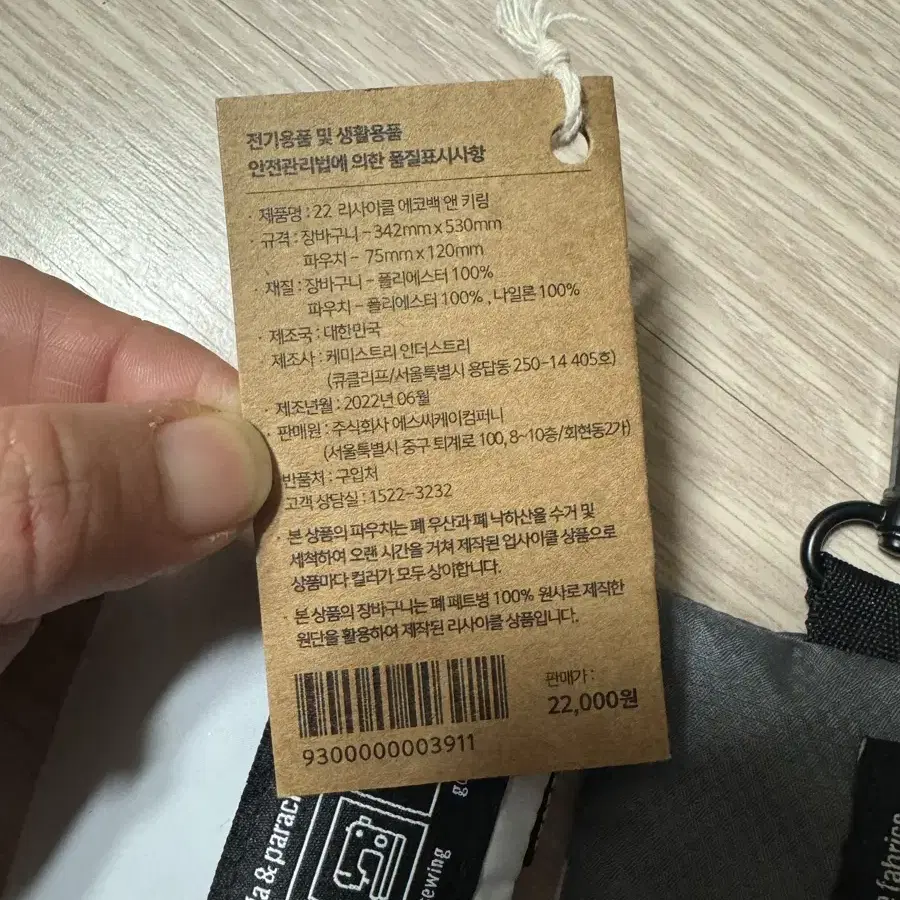 전기용품 및 생활용품
안전관리법에 의한 품질표시사항
· 제품명 : 22 리사이클 에코백 앤 키링
· 규격 : 장바구니 - 342mm x 530mm
파우치 - 75mm x 120mm
· 재질 : 장바구니 - 폴리에스터 100%
파우치 - 폴리에스터 100% , 나일론 100%
· 제조국 : 대한민국
· 제조사 : 케미스트리 인더스트리
(큐클리프/서울특별시 용답동 250-14 405호)
· 제조년월 : 2022년 06월
· 판매원 : 주식회사 에스씨케이컴퍼니
(서울특별시 중구 퇴계로 100, 8~10층/회현동2가)
반품처 : 구입처
고객 상담실 : 1522-3232
· 본 상품의 파우치는 폐 우산과 폐 낙하산을 수거 및
세척하여 오랜 시간을 거쳐 제작된 업사이클 상품으로
상품마다 컬러가 모두 상이합니다.
· 본 상품의 장바구니는 폐 페트병 100% 원사로 제작한
원단을 활용하여 제작된 리사이클 상품입니다.
판매가 :
22,000원
9300000003911
la & parac
go
sewing
fabrics